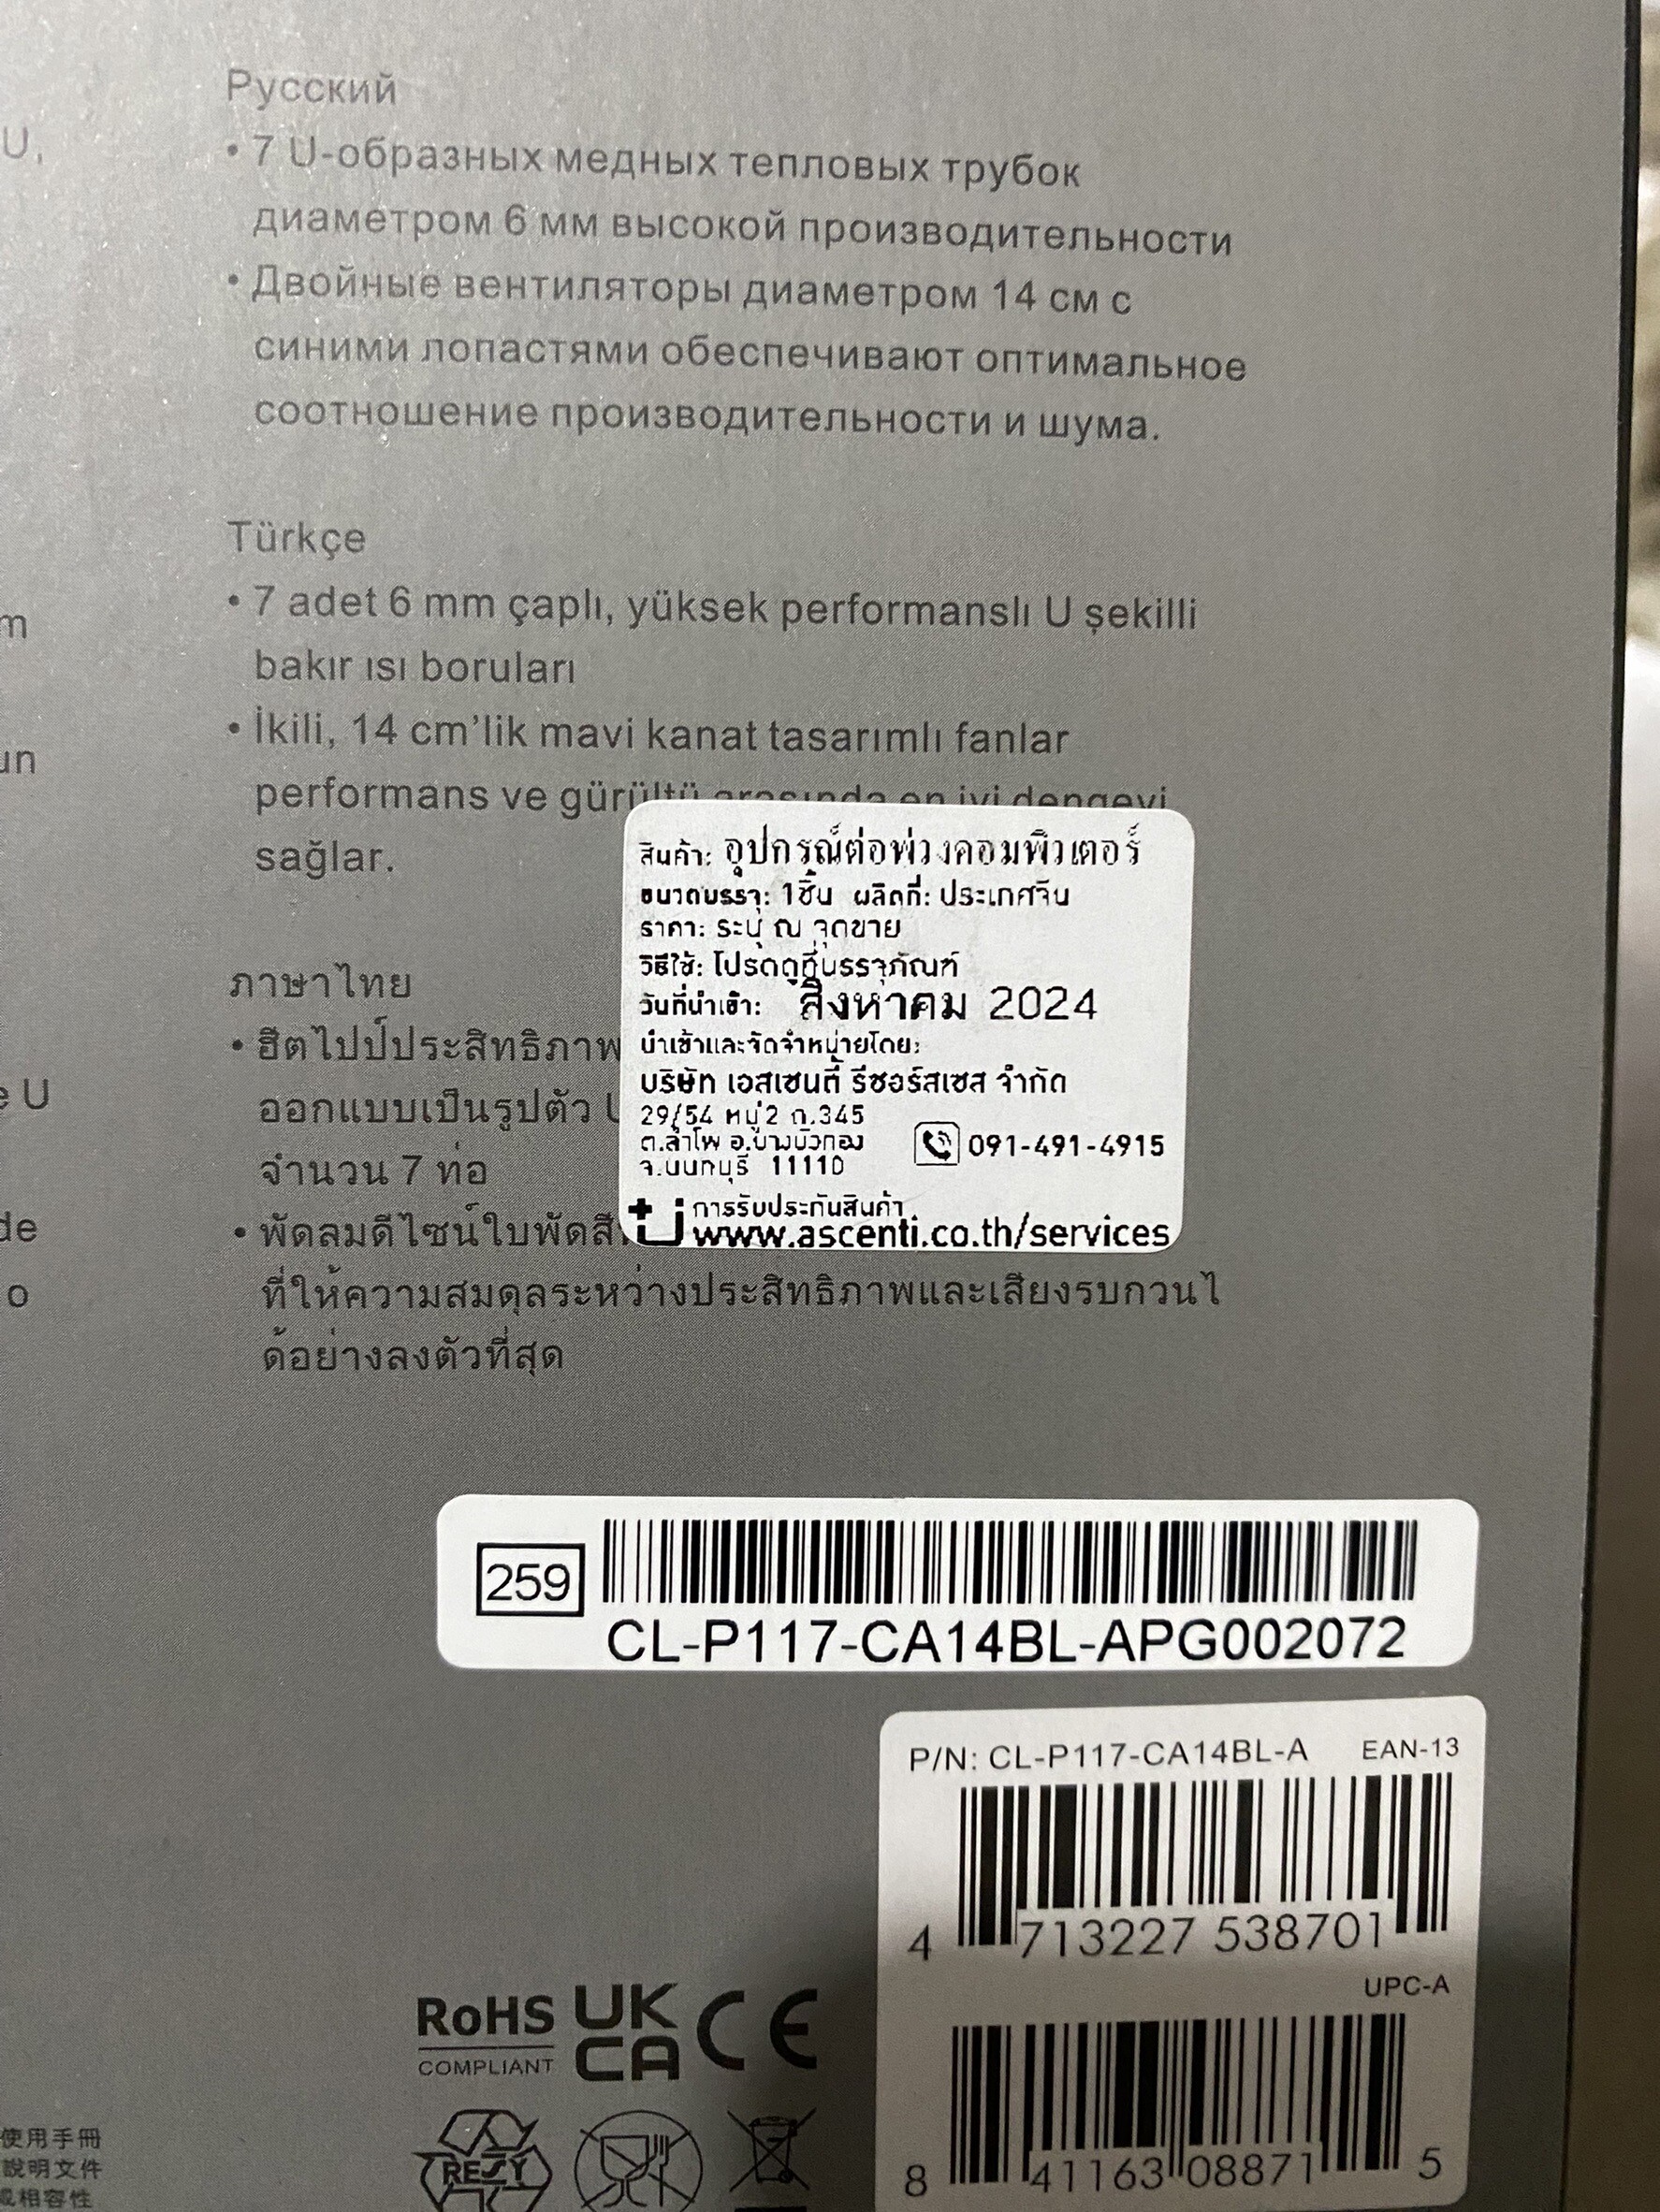 U,
m
un
e U
de
o
Русский
• 7 U-образных медных тепловых трубок
диаметром 6 мм высокой производительности
• Двойные вентиляторы диаметром 14 см с
синими лопастями обеспечивают оптимальное
соотношение производительности и шума.
Türkçe
• 7 adet 6 mm çaplı, yüksek performanslı U şekilli
bakır ısı boruları
• İkili, 14 cm'lik mavi kanat tasarımlı fanlar
performans ve gürültü arasında en iyi dengeyi
sağlar.
ภาษาไทย
• ฮีตไปป์ประสิทธิภาพ
ออกแบบเป็นรูปตัว U
จำนวน 7 ท่อ
• พัดลมดีไซน์ใบพัดสี
ที่ให้ความสมดุลระหว่างประสิทธิภาพและเสียงรบกวนไ
ด้อย่างลงตัวที่สุด
สินค้า: อุปกรณ์ต่อพ่วงคอมพิวเตอร์
ขนาดบรรจุ: 1ชิ้น ผลิตที่: ประเทศจีน
ราคา: ระบุ ณ จุดขาย
วิธีใช้: โปรดดูที่บรรจุภัณฑ์
วันที่นำเข้า: สิงหาคม 2024
นำเข้าและจัดจำหน่ายโดย:
บริษัท เอสเซนตี้ รีซอร์สเซส จำกัด
29/54 หมู่2 ถ.345
ต.ลำโพ อ.บางบัวทอง
จ.นนทบุรี 11110
091-491-4915
การรับประกันสินค้า
www.ascenti.co.th/services
259
CL-P117-CA14BL-APG002072
P/N: CL-P117-CA14BL-A EAN-13
4 713227 538701
UPC-A
8 41163 08871 5
RoHS
COMPLIANT
UK
CA
CE
RESY
使用手冊
說明文件
相容性